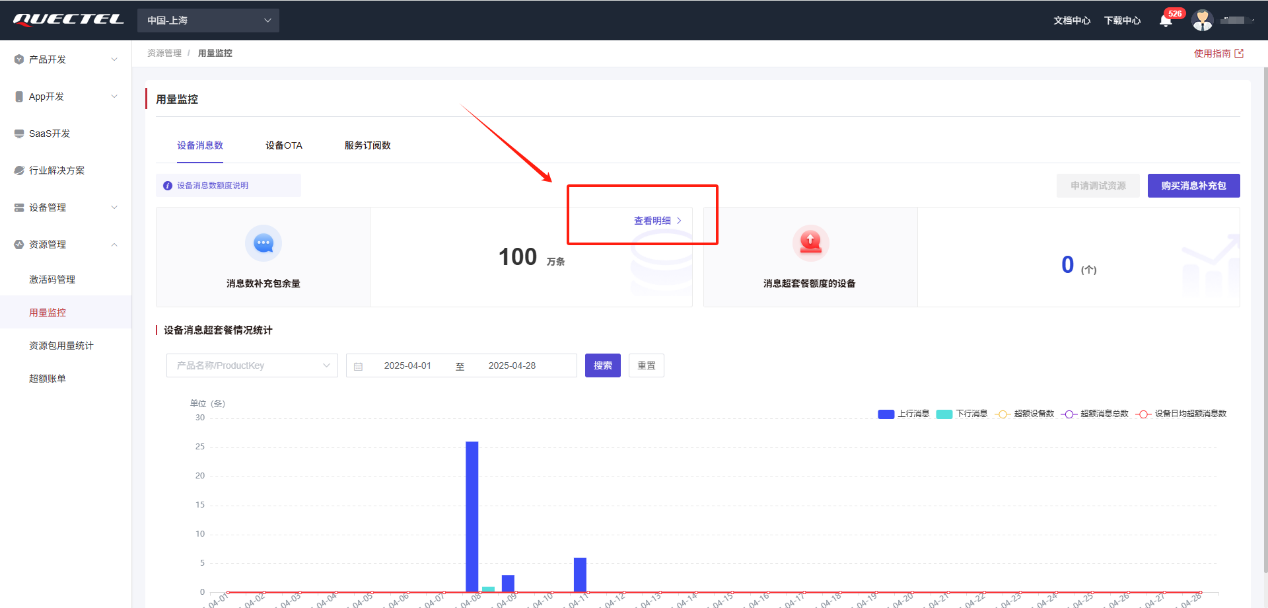 QUECTEL
中国-上海
文档中心
下载中心
526
产品开发
App开发
SaaS开发
行业解决方案
设备管理
资源管理
激活码管理
用量监控
资源包用量统计
超额账单
资源管理 / 用量监控
使用指南
用量监控
设备消息数
设备OTA
服务订阅数
设备消息数额度说明
申请调试流源
购买消息补充包
消息数补充包余量
100 万条
查看明细
消息超套餐额度的设备
0 (个)
设备消息超套餐情况统计
产品名称/ProductKey
2025-04-01 至 2025-04-28
搜索
重置
单位 (条)
上行消息
下行消息
超额设备数
超额消息总数
设备日均超额消息数
30
25
20
15
10
5
0
04-01
04-02
04-03
04-04
04-05
04-06
04-07
04-08
04-09
04-10
04-11
04-12
04-13
04-14
04-15
04-16
04-17
04-18
04-19
04-20
04-21
04-22
04-23
04-24
04-25
04-26
04-27
04-28